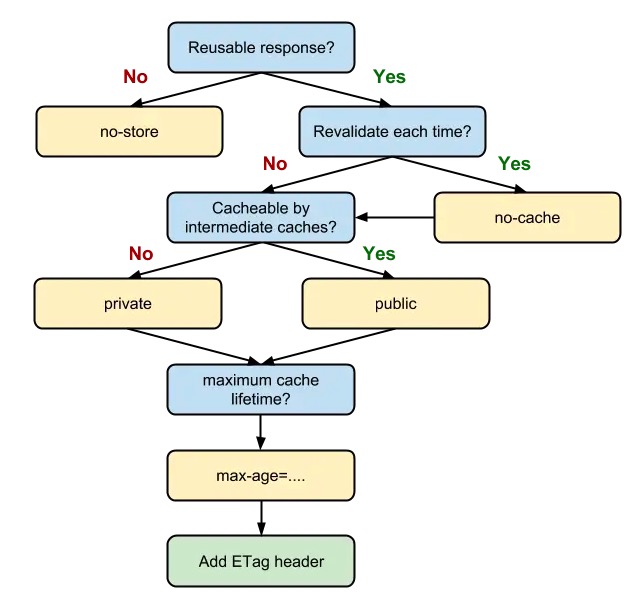 Reusable response?
No
Yes
no-store
Revalidate each time?
No
Yes
Cacheable by
intermediate caches?
no-cache
No
Yes
private
public
maximum cache
lifetime?
max-age=....
Add ETag header